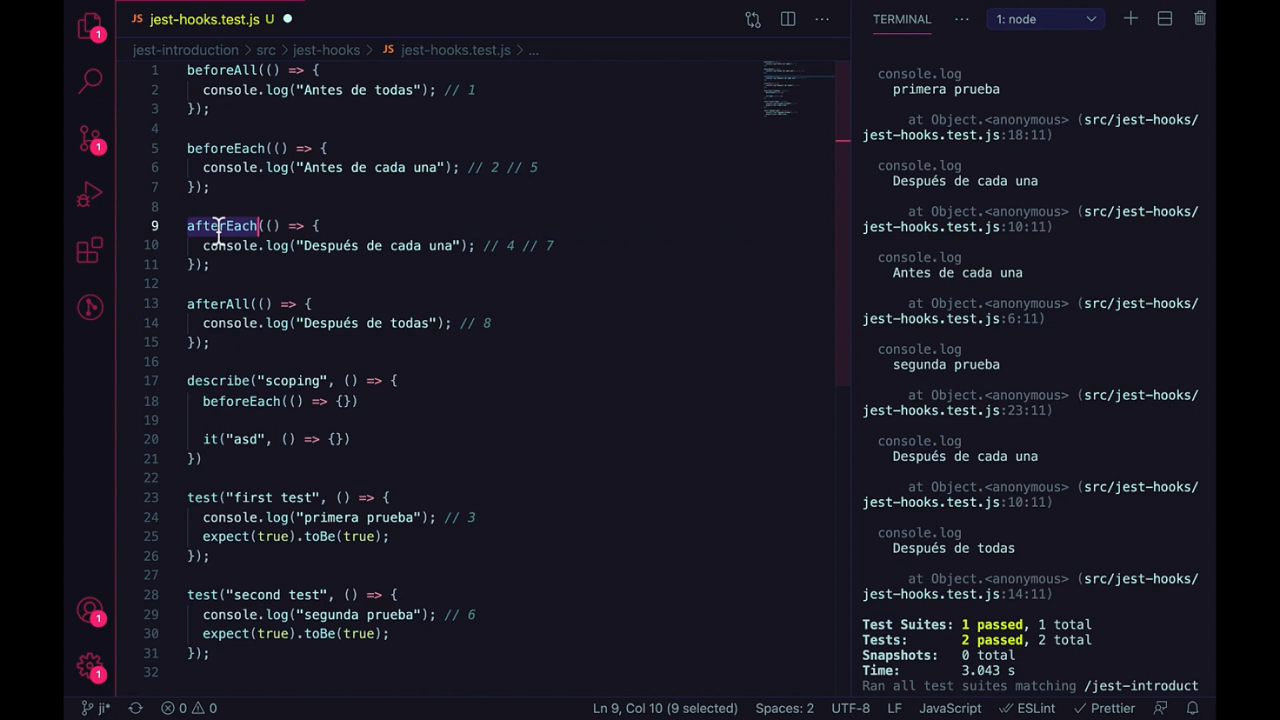 JS jest-hooks.test.js U
jest-introduction > src > jest-hooks > JS jest-hooks.test.js > ...
1 beforeAll(() => {
2 console.log("Antes de todas"); // 1
3 });
4
5 beforeEach(() => {
6 console.log("Antes de cada una"); // 2 // 5
7 });
8
9 afterEach(() => {
10 console.log("Después de cada una"); // 4 // 7
11 });
12
13 afterAll(() => {
14 console.log("Después de todas"); // 8
15 });
16
17 describe("scoping", () => {
18 beforeEach(() => {})
19
20 it("asd", () => {})
21 })
22
23 test("first test", () => {
24 console.log("primera prueba"); // 3
25 expect(true).toBe(true);
26 });
27
28 test("second test", () => {
29 console.log("segunda prueba"); // 6
30 expect(true).toBe(true);
31 });
32
TERMINAL ... 1: node
console.log
primera prueba
at Object.<anonymous> (src/jest-hooks/
jest-hooks.test.js:18:11)
console.log
Después de cada una
at Object.<anonymous> (src/jest-hooks/
jest-hooks.test.js:10:11)
console.log
Antes de cada una
at Object.<anonymous> (src/jest-hooks/
jest-hooks.test.js:6:11)
console.log
segunda prueba
at Object.<anonymous> (src/jest-hooks/
jest-hooks.test.js:23:11)
console.log
Después de cada una
at Object.<anonymous> (src/jest-hooks/
jest-hooks.test.js:10:11)
console.log
Después de todas
at Object.<anonymous> (src/jest-hooks/
jest-hooks.test.js:14:11)
Test Suites: 1 passed, 1 total
Tests: 2 passed, 2 total
Snapshots: 0 total
Time: 3.043 s
Ran all test suites matching /jest-introduct
1
1
1
1
ji* 0 0 Ln 9, Col 10 (9 selected) Spaces: 2 UTF-8 LF JavaScript ESLint Prettier